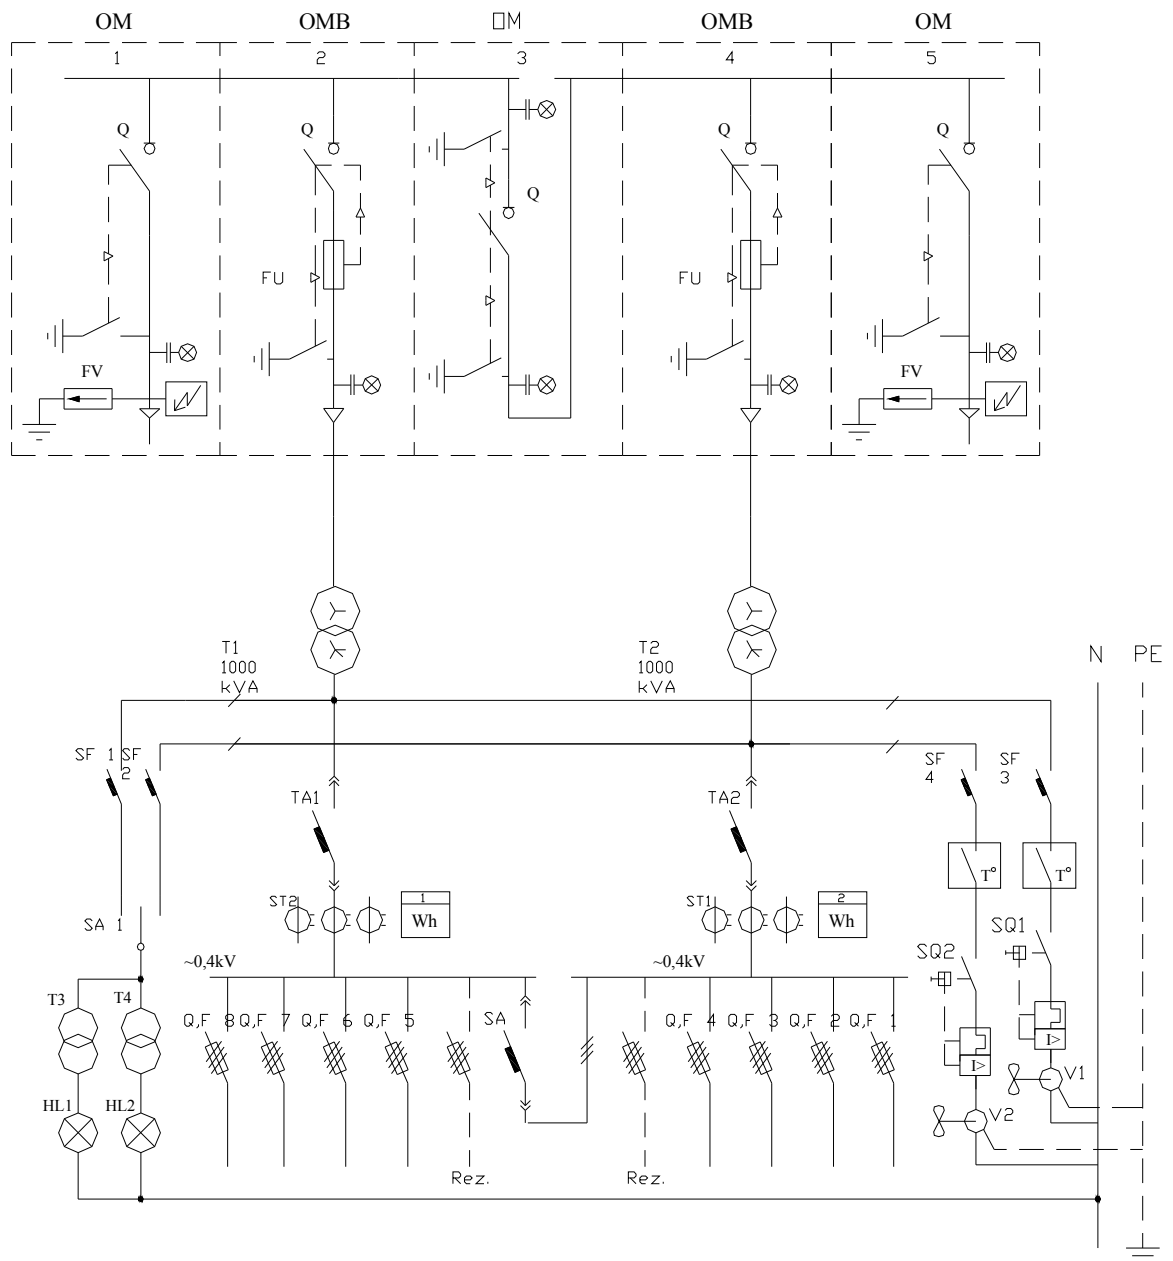 OM OMB OM OMB OM
1 2 3 4 5
Q Q Q Q Q
FU FU
FV FV
T1 T2
1000 1000
kVA kVA
N PE
SF 1 SF 2
SF 4 SF 3
TA1 TA2
T° T°
ST2 1 Wh ST1 2 Wh
SA 1
SQ2 SQ1
~0,4kV ~0,4kV
T3 T4
Q,F 8 Q,F 7 Q,F 6 Q,F 5 SA Q,F 4 Q,F 3 Q,F 2 Q,F 1
I> I>
V1
HL1 HL2
V2
Rez. Rez.